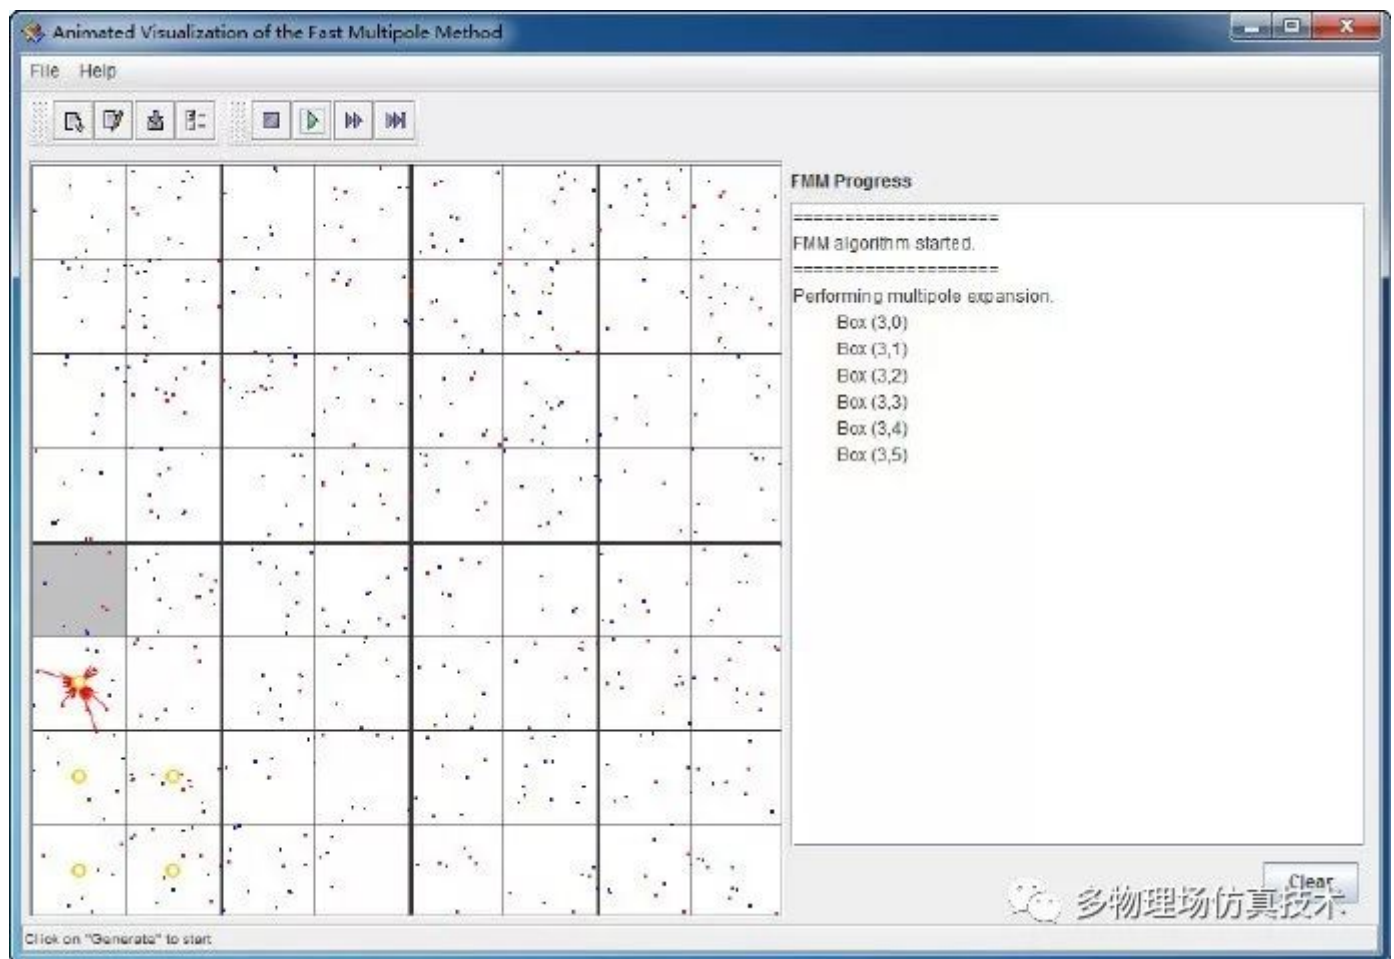 Animated Visualization of the Fast Multipole Method
File Help
FMM Progress
====================
FMM algorithm started.
====================
Performing multipole expansion.
Box (3,0)
Box (3,1)
Box (3,2)
Box (3,3)
Box (3,4)
Box (3,5)
Clear
多物理场仿真技术
Click on "Generate" to start